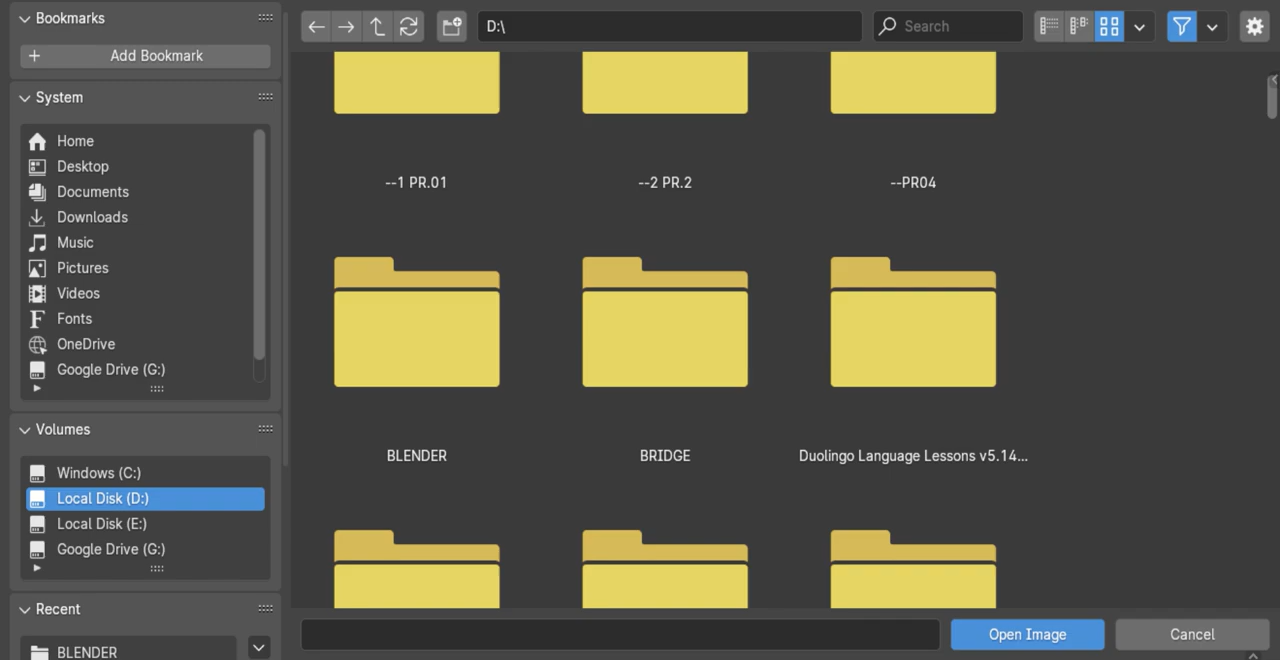 Bookmarks
Add Bookmark
System
Home
Desktop
Documents
Downloads
Music
Pictures
Videos
Fonts
OneDrive
Google Drive (G:)
Volumes
Windows (C:)
Local Disk (D:)
Local Disk (E:)
Google Drive (G:)
Recent
BLENDER
D:\
Search
--1 PR.01
--2 PR.2
--PR04
BLENDER
BRIDGE
Duolingo Language Lessons v5.14...
Open Image
Cancel